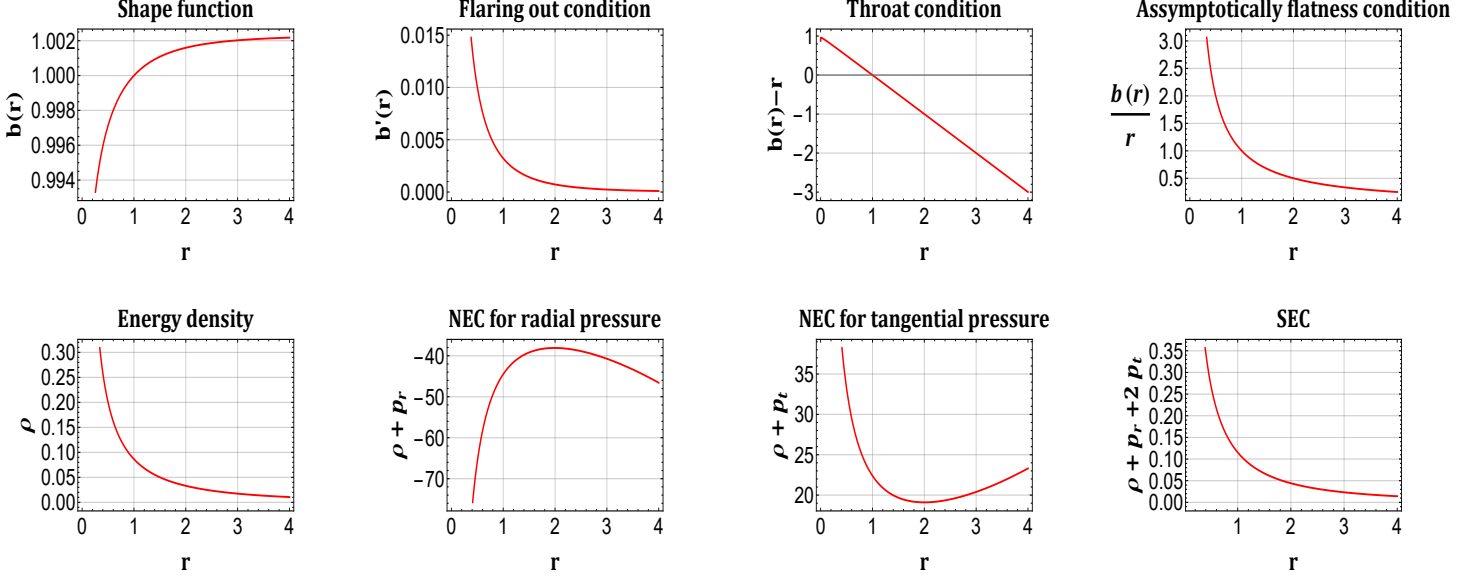 Shape function
b(r)
1.002
1.000
0.998
0.996
0.994
0 1 2 3 4
r
Flaring out condition
b'(r)
0.015
0.010
0.005
0.000
0 1 2 3 4
r
Throat condition
b(r)−r
1
0
−1
−2
−3
0 1 2 3 4
r
Assymptotically flatness condition
b(r)
r
3.0
2.5
2.0
1.5
1.0
0.5
0 1 2 3 4
r
Energy density
ρ
0.30
0.25
0.20
0.15
0.10
0.05
0.00
0 1 2 3 4
r
NEC for radial pressure
ρ + pᵣ
−40
−50
−60
−70
0 1 2 3 4
r
NEC for tangential pressure
ρ + pₜ
35
30
25
20
0 1 2 3 4
r
SEC
ρ + pᵣ +2 pₜ
0.35
0.30
0.25
0.20
0.15
0.10
0.05
0.00
1 2 3 4
r